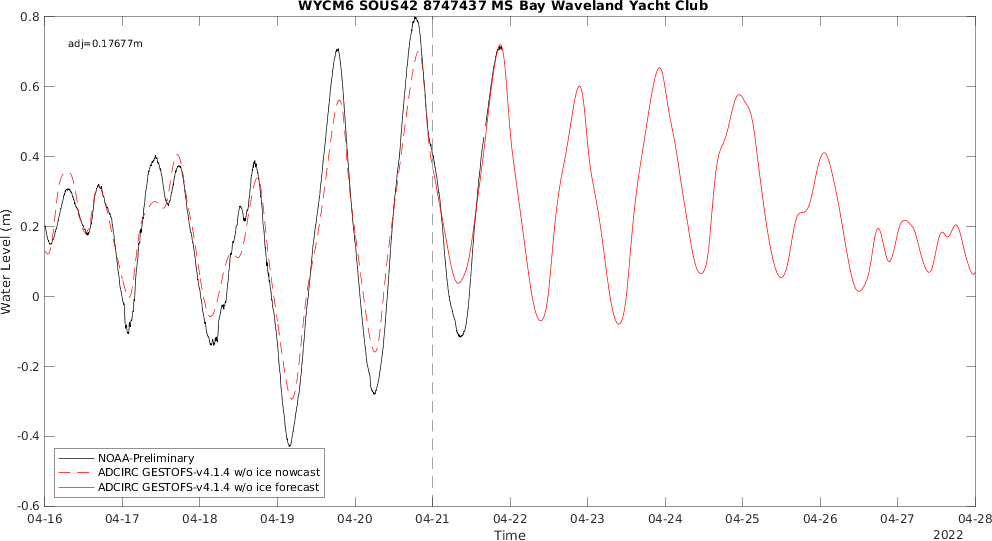 WYCM6 SOUS42 8747437 MS Bay Waveland Yacht Club
adj=0.17677m
0.8
0.6
0.4
0.2
0
-0.2
-0.4
-0.6
Water Level (m)
NOAA-Preliminary
ADCIRC GESTOFS-v4.1.4 w/o ice nowcast
ADCIRC GESTOFS-v4.1.4 w/o ice forecast
04-16 04-17 04-18 04-19 04-20 04-21 04-22 04-23 04-24 04-25 04-26 04-27 04-28
Time
2022